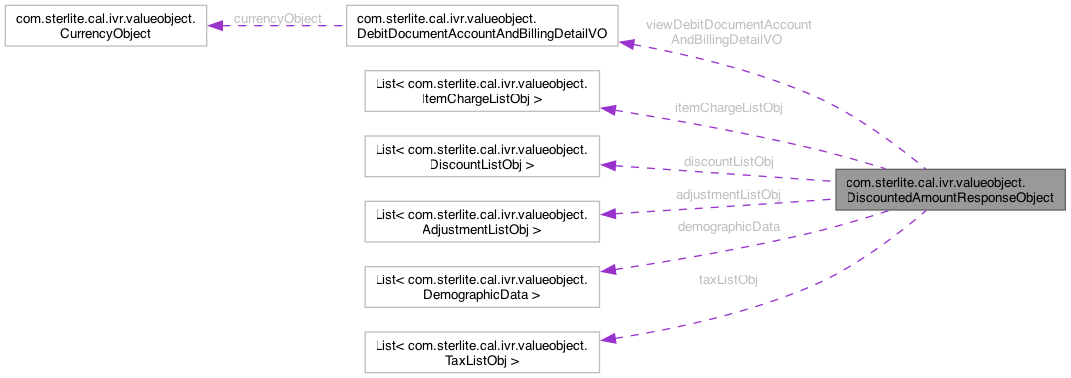 com.sterlite.cal.ivr.valueobject.
CurrencyObject
currencyObject
com.sterlite.cal.ivr.valueobject.
DebitDocumentAccountAndBillingDetailVO
viewDebitDocumentAccount
AndBillingDetailVO
List< com.sterlite.cal.ivr.valueobject.
ItemChargeListObj >
itemChargeListObj
List< com.sterlite.cal.ivr.valueobject.
DiscountListObj >
discountListObj
com.sterlite.cal.ivr.valueobject.
DiscountedAmountResponseObject
adjustmentListObj
List< com.sterlite.cal.ivr.valueobject.
AdjustmentListObj >
demographicData
List< com.sterlite.cal.ivr.valueobject.
DemographicData >
taxListObj
List< com.sterlite.cal.ivr.valueobject.
TaxListObj >